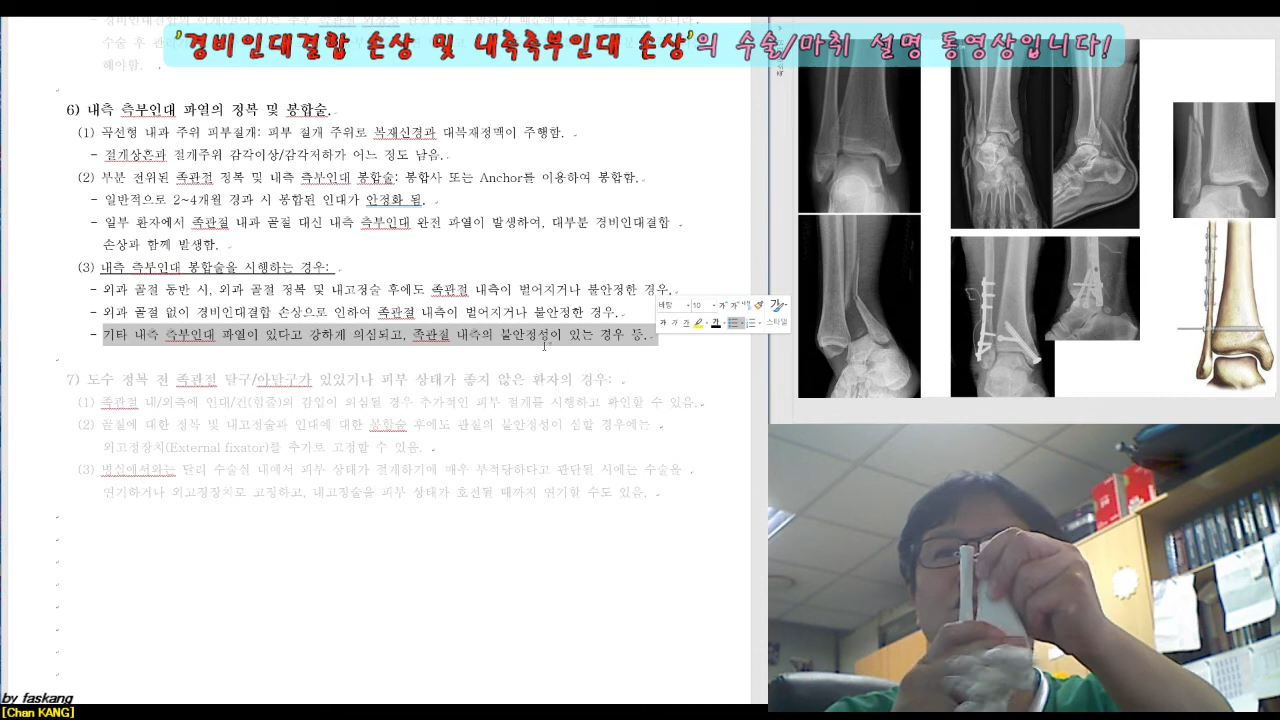 '경비인대결합 손상 및 내측측부인대 손상'의 수술/마취 설명 동영상입니다!
해야함.
6) 내측 측부인대 파열의 정복 및 봉합술.
(1) 곡선형 내과 주위 피부절개: 피부 절개 주위로 복재신경과 대복재정맥이 주행함.
- 절개상흔과 절개주위 감각이상/감각저하가 어느 정도 남음.
(2) 부분 전위된 족관절 정복 및 내측 측부인대 봉합술: 봉합사 또는 Anchor를 이용하여 봉합함.
- 일반적으로 2~4개월 경과 시 봉합된 인대가 안정화 됨.
- 일부 환자에서 족관절 내과 골절 대신 내측 측부인대 완전 파열이 발생하여, 대부분 경비인대결합
손상과 함께 발생함.
(3) 내측 측부인대 봉합술을 시행하는 경우:
- 외과 골절 동반 시, 외과 골절 정복 및 내고정술 후에도 족관절 내측이 벌어지거나 불안정한 경우.
- 외과 골절 없이 경비인대결합 손상으로 인하여 족관절 내측이 벌어지거나 불안정한 경우.
- 기타 내측 측부인대 파열이 있다고 강하게 의심되고, 족관절 내측의 불안정성이 있는 경우 등.
바탕 10 가 가 내첨 가
가 가 가 가 스타일
7) 도수 정복 전 족관절 탈구/아탈구가 있었거나 피부 상태가 좋지 않은 환자의 경우:
(1) 족관절 내/외측에 인대/건(힘줄)의 감입이 의심될 경우 추가적인 피부 절개를 시행하고 확인할 수 있음.
(2) 골절에 대한 정복 및 내고정술과 인대에 대한 봉합술 후에도 관절의 불안정성이 심할 경우에는
외고정장치(External fixator)를 추가로 고정할 수 있음.
(3) 병실에서와는 달리 수술실 내에서 피부 상태가 절개하기에 매우 부적당하다고 판단될 시에는 수술을
연기하거나 외고정장치로 고정하고, 내고정술을 피부 상태가 호전될 때까지 연기할 수도 있음.
by faskang
[Chan KANG]